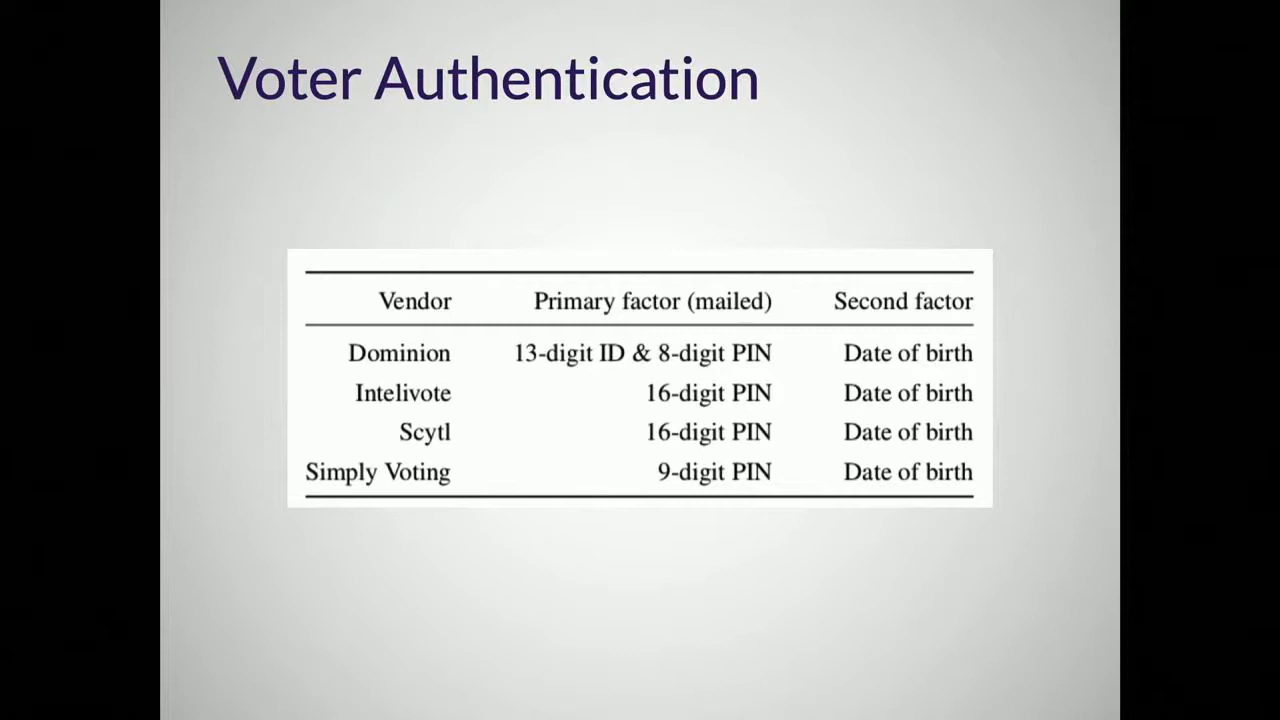 Voter Authentication
Vendor Primary factor (mailed) Second factor
Dominion 13-digit ID & 8-digit PIN Date of birth
Intelivote 16-digit PIN Date of birth
Scytl 16-digit PIN Date of birth
Simply Voting 9-digit PIN Date of birth